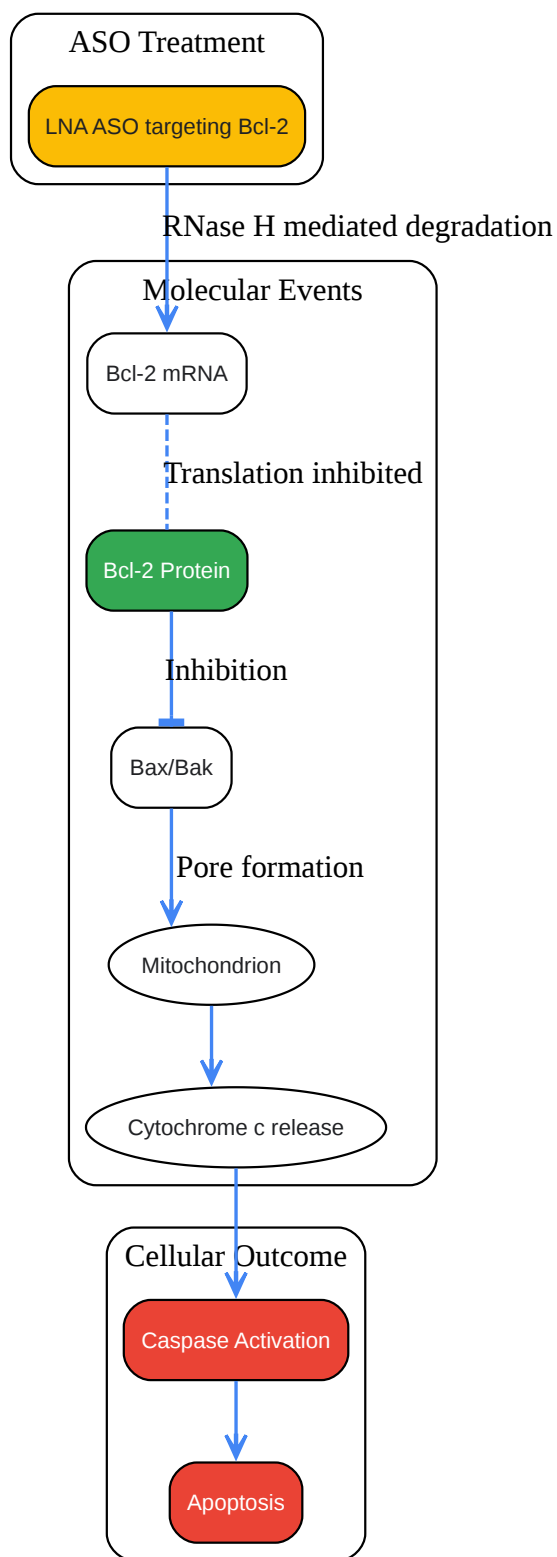 ASO Treatment
LNA ASO targeting Bcl-2
RNase H mediated degradation
Molecular Events
Bcl-2 mRNA
Translation inhibited
Bcl-2 Protein
Inhibition
Bax/Bak
Pore formation
Mitochondrion
Cytochrome c release
Cellular Outcome
Caspase Activation
Apoptosis